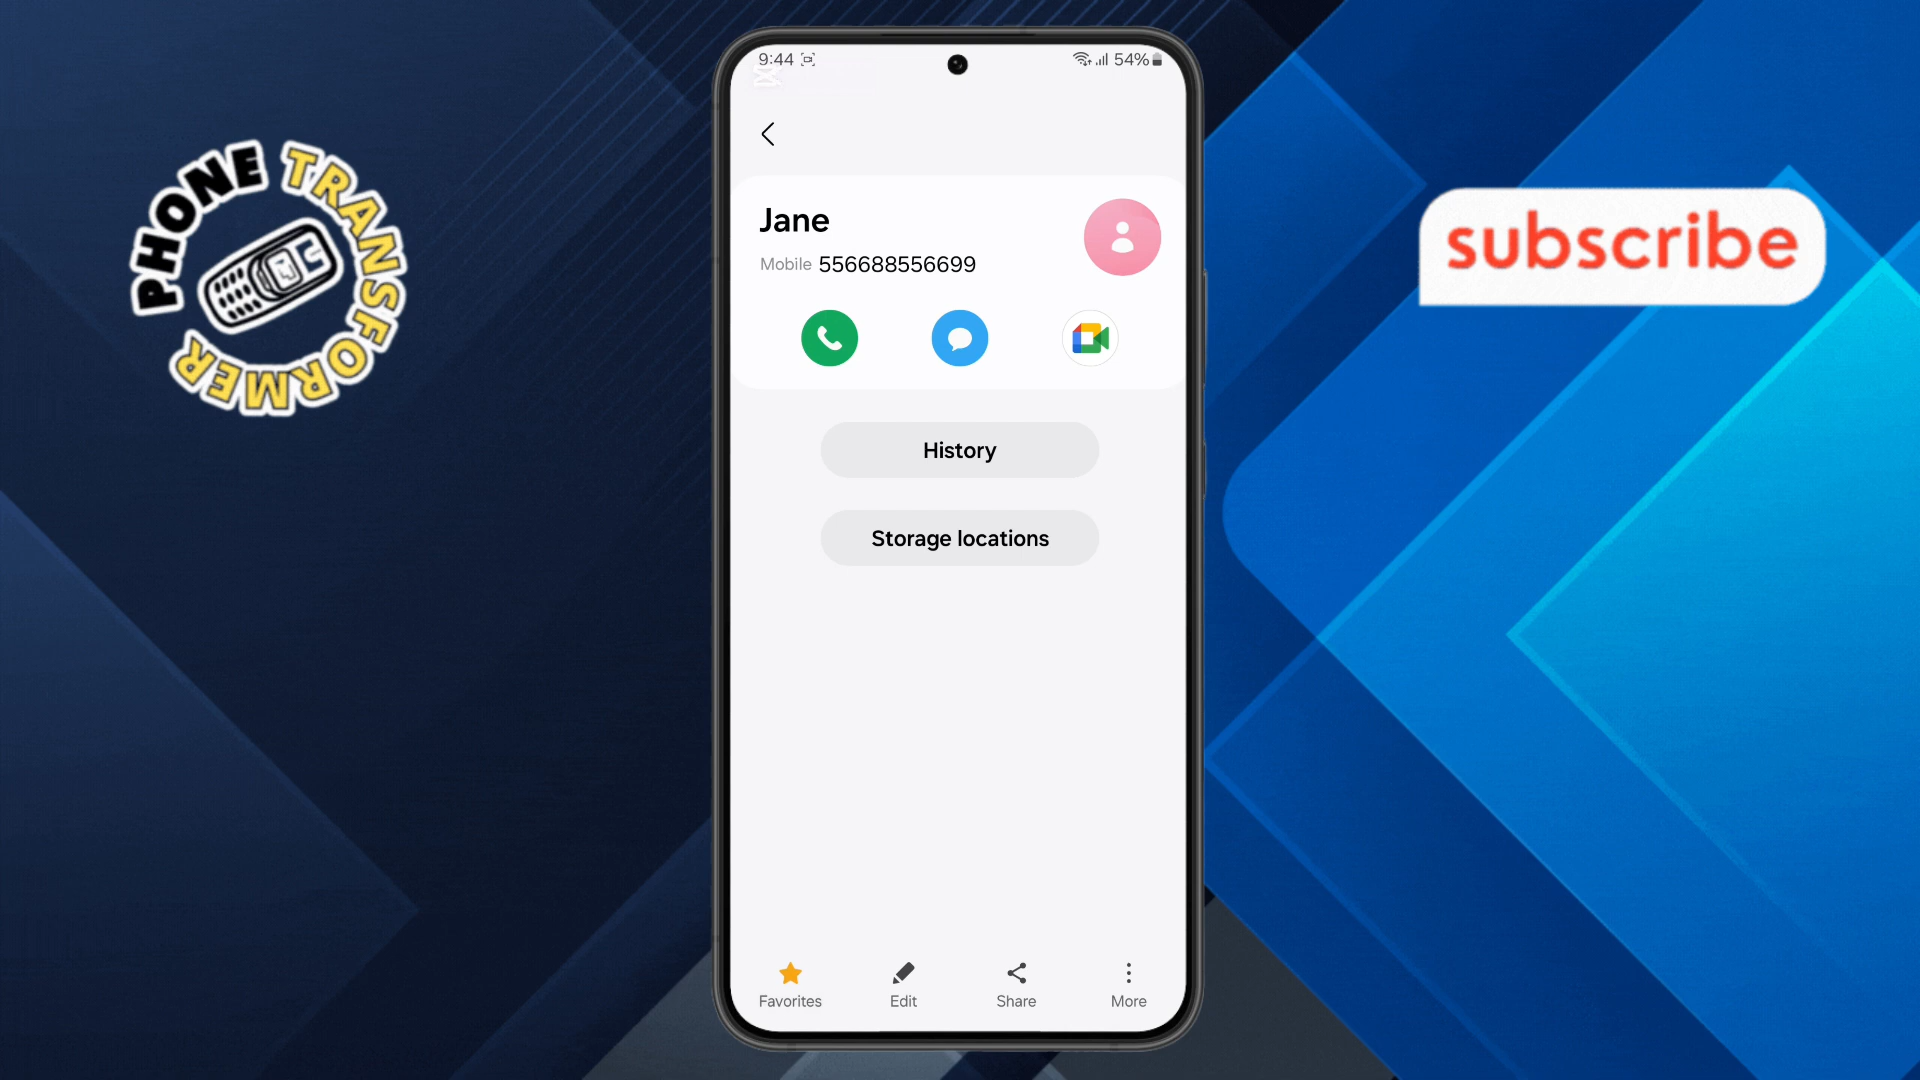 PHONE TRANSFORMER
9:44
54%
Jane
Mobile 556688556699
History
Storage locations
Favorites
Edit
Share
More
subscribe